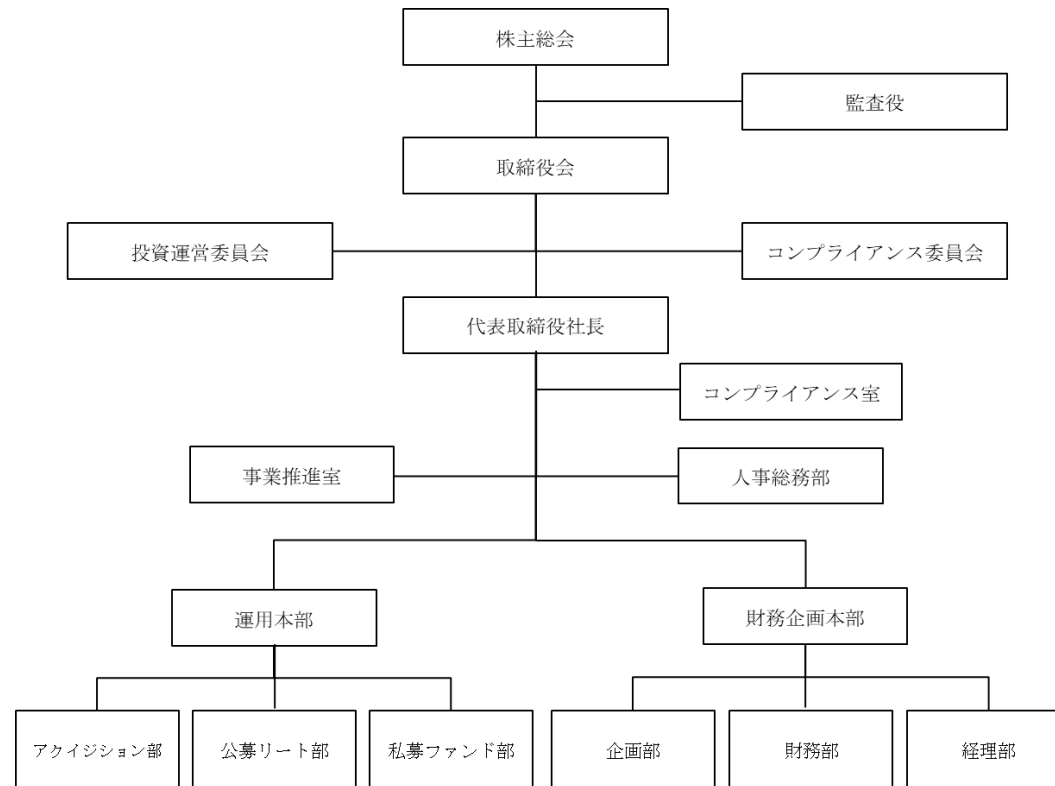 株主総会
監査役
取締役会
投資運営委員会
コンプライアンス委員会
代表取締役社長
コンプライアンス室
事業推進室
人事総務部
運用本部
財務企画本部
アクイジション部
公募リート部
私募ファンド部
企画部
財務部
経理部